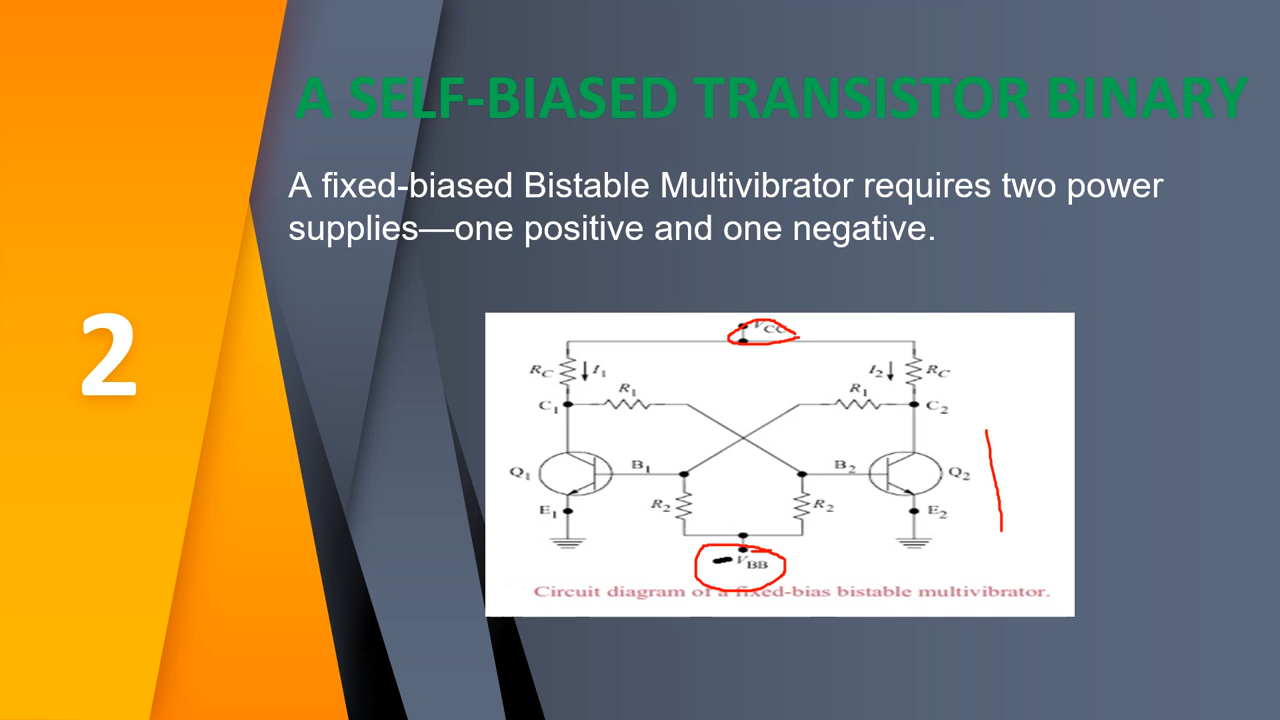 A SELF-BIASED TRANSISTOR BINARY
A fixed-biased Bistable Multivibrator requires two power
supplies—one positive and one negative.
2
VCC
RC I1 I2 RC
R1 R1
C1 C2
Q1 B1 B2 Q2
R2 R2
E1 E2
-VBB
Circuit diagram of a fixed-bias bistable multivibrator.